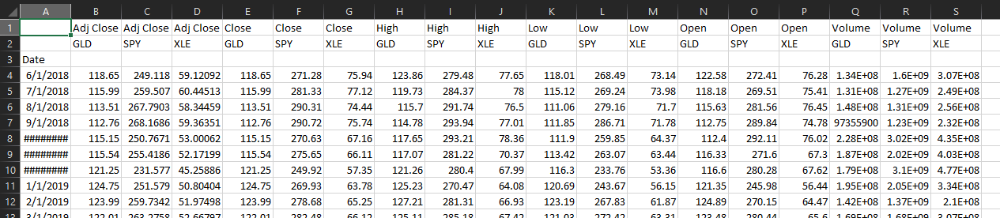 A B C D E F G H I J K L M N O P Q R S
1 Adj Close Adj Close Adj Close Close Close Close High High High Low Low Low Open Open Open Volume Volume Volume
2 GLD SPY XLE GLD SPY XLE GLD SPY XLE GLD SPY XLE GLD SPY XLE GLD SPY XLE
3 Date
4 6/1/2018 118.65 249.118 59.12092 118.65 271.28 75.94 123.86 279.48 77.65 118.01 268.49 73.14 122.58 272.41 76.28 1.34E+08 1.6E+09 3.07E+08
5 7/1/2018 115.99 259.507 60.44513 115.99 281.33 77.12 119.73 284.37 78 115.12 269.24 73.98 118.18 269.51 75.41 1.31E+08 1.27E+09 2.49E+08
6 8/1/2018 113.51 267.7903 58.34459 113.51 290.31 74.44 115.7 291.74 76.5 111.06 279.16 71.7 115.63 281.56 76.45 1.48E+08 1.31E+09 2.56E+08
7 9/1/2018 112.76 268.1686 59.36351 112.76 290.72 75.74 114.78 293.94 77.01 111.85 286.71 71.78 112.75 289.84 74.78 97355900 1.23E+09 2.32E+08
8 ######## 115.15 250.7671 53.00062 115.15 270.63 67.16 117.65 293.21 78.36 111.9 259.85 64.37 112.4 292.11 76.02 2.28E+08 3.02E+09 4.35E+08
9 ######## 115.54 255.4186 52.17199 115.54 275.65 66.11 117.07 281.22 70.37 113.42 263.07 63.44 116.33 271.6 67.3 1.87E+08 2.02E+09 4.03E+08
10 ######## 121.25 231.577 45.25886 121.25 249.92 57.35 121.26 280.4 67.99 116.3 233.76 53.36 116.6 280.28 67.62 1.79E+08 3.1E+09 4.77E+08
11 1/1/2019 124.75 251.579 50.80404 124.75 269.93 63.78 125.23 270.47 64.08 120.69 243.67 56.15 121.35 245.98 56.44 1.95E+08 2.05E+09 3.34E+08
12 2/1/2019 123.99 259.7342 51.97498 123.99 278.68 65.25 127.21 281.31 66.93 123.19 267.83 61.87 124.89 270.15 64.47 1.42E+08 1.37E+09 2.1E+08
13 3/1/2019 122.01 263.2758 52.66797 122.01 282.48 66.12 125.11 285.18 67.42 121.03 272.42 63.31 123.48 280.44 65.6 1.69E+08 1.68E+09 2.07E+08